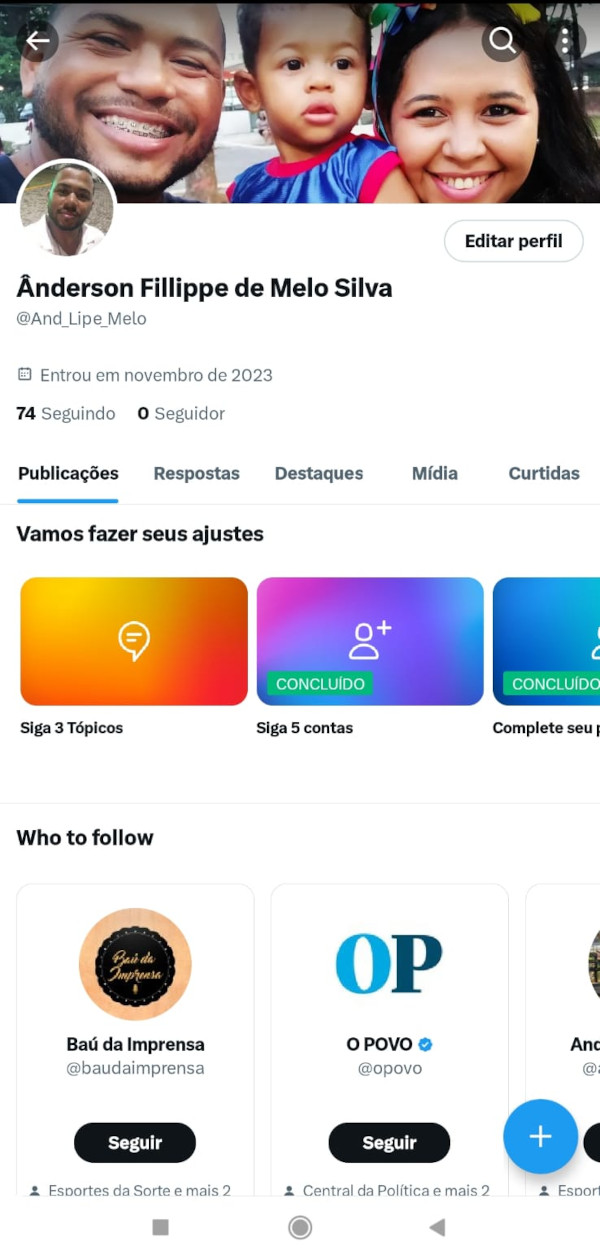 Editar perfil
Ânderson Fillippe de Melo Silva
@And_Lipe_Melo
Entrou em novembro de 2023
74 Seguindo 0 Seguidor
Publicações Respostas Destaques Mídia Curtidas
Vamos fazer seus ajustes
CONCLUÍDO CONCLUÍDO
Siga 3 Tópicos Siga 5 contas Complete seu p
Who to follow
Baú da Imprensa
OP
Baú da Imprensa O POVO And
@baudaimprensa @opovo @a
Seguir Seguir
Esportes da Sorte e mais 2 Central da Política e mais 2 Esport